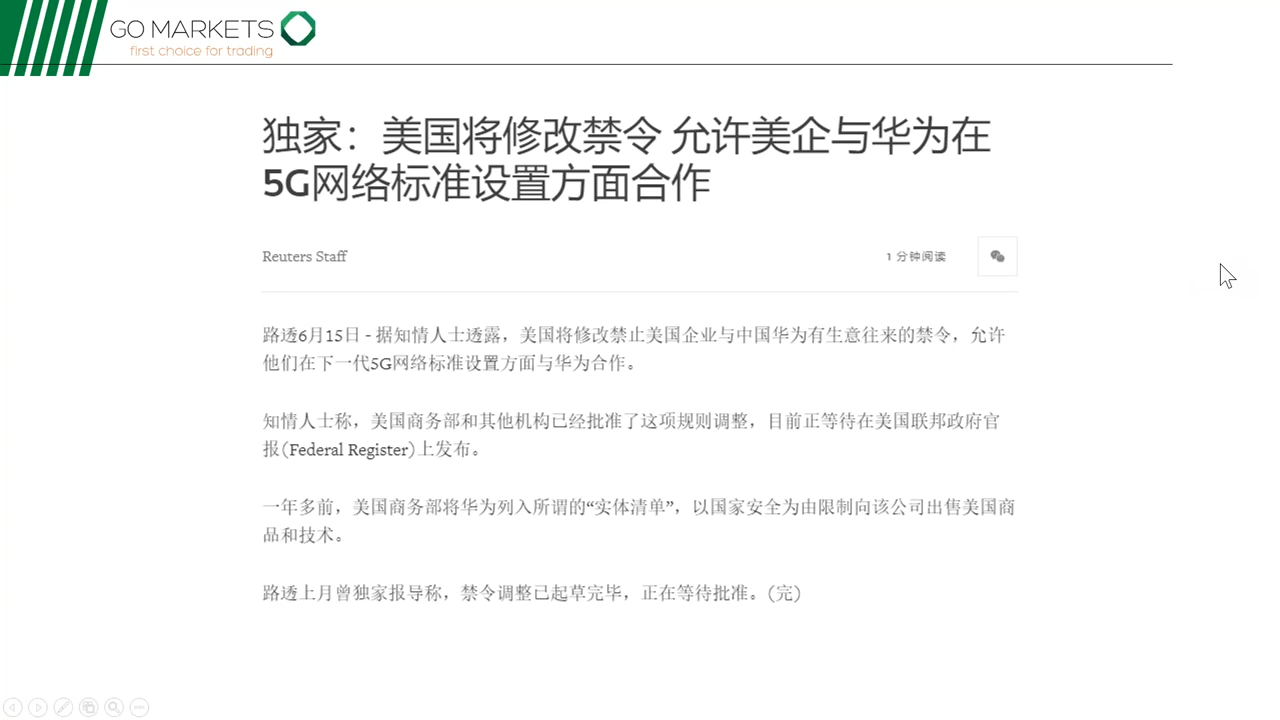 GO MARKETS
first choice for trading
独家：美国将修改禁令 允许美企与华为在
5G网络标准设置方面合作
Reuters Staff
1 分钟阅读
路透6月15日 - 据知情人士透露，美国将修改禁止美国企业与中国华为有生意往来的禁令，允许
他们在下一代5G网络标准设置方面与华为合作。
知情人士称，美国商务部和其他机构已经批准了这项规则调整，目前正等待在美国联邦政府官
报(Federal Register)上发布。
一年多前，美国商务部将华为列入所谓的“实体清单”，以国家安全为由限制向该公司出售美国商
品和技术。
路透上月曾独家报导称，禁令调整已起草完毕，正在等待批准。(完)